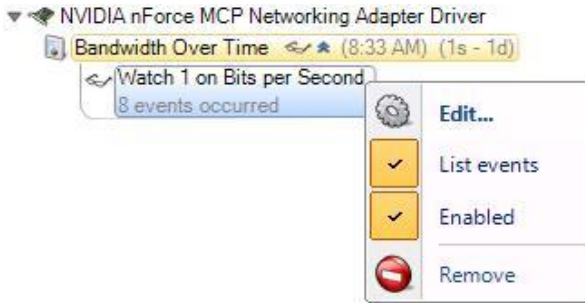 NVIDIA nForce MCP Networking Adapter Driver
Bandwidth Over Time (8:33 AM) (1s - 1d)
Watch 1 on Bits per Second
8 events occurred
Edit...
List events
Enabled
Remove